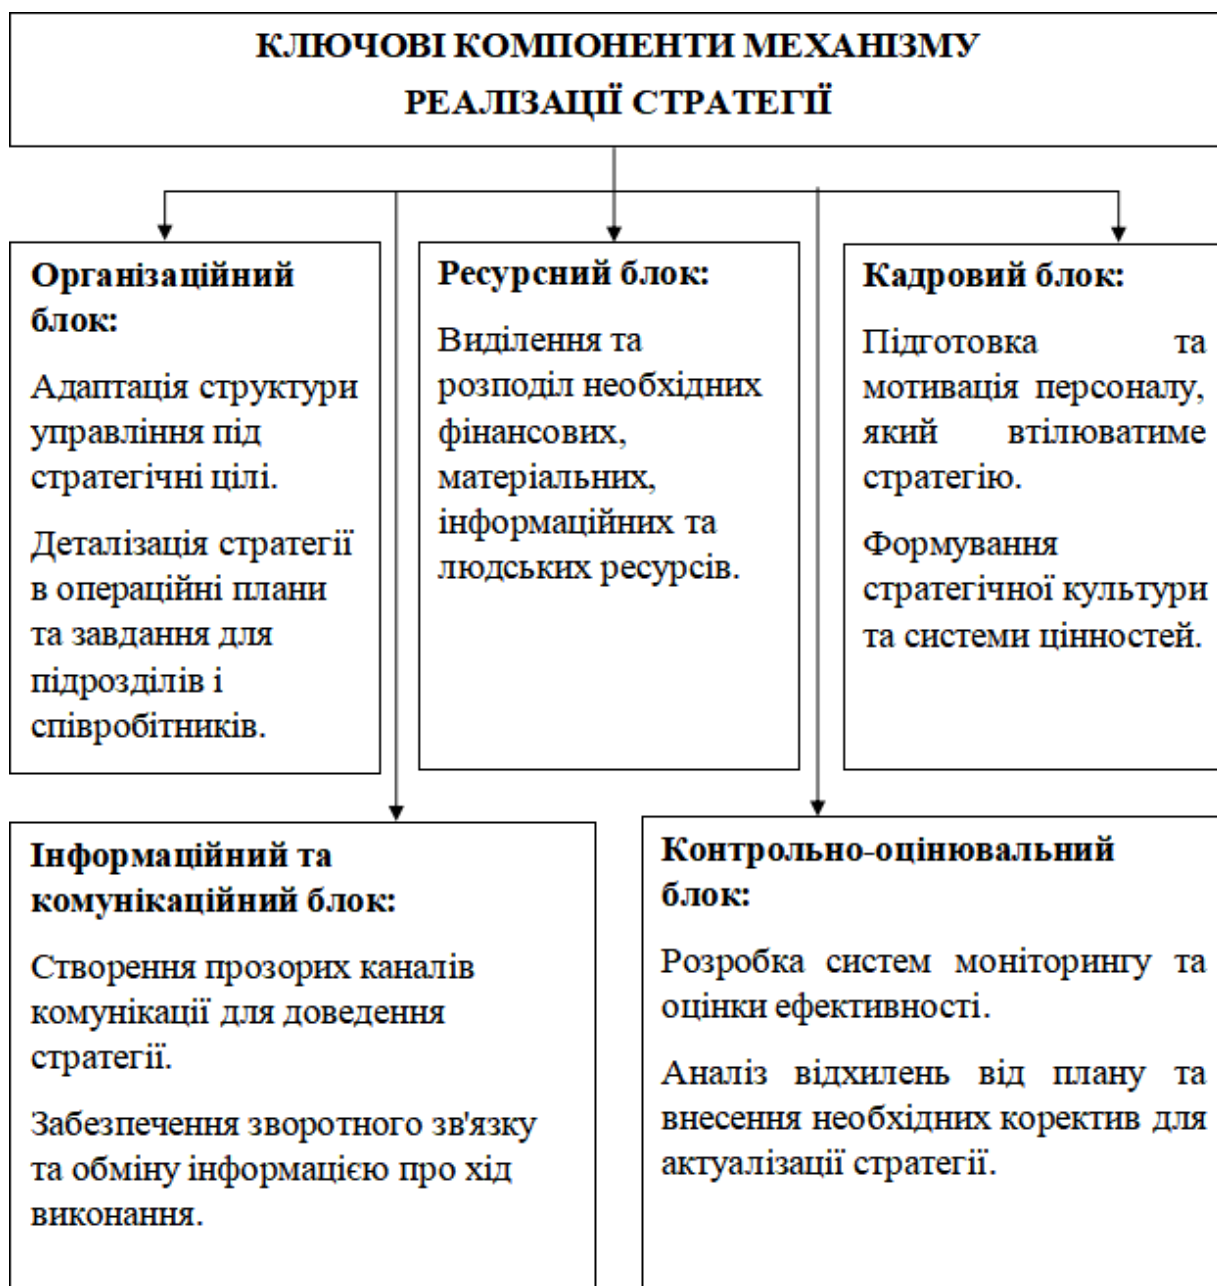 КЛЮЧОВІ КОМПОНЕНТИ МЕХАНІЗМУ
РЕАЛІЗАЦІЇ СТРАТЕГІЇ
Організаційний
блок:
Адаптація структури
управління під
стратегічні цілі.
Деталізація стратегії
в операційні плани
та завдання для
підрозділів і
співробітників.
Ресурсний блок:
Виділення та
розподіл необхідних
фінансових,
матеріальних,
інформаційних та
людських ресурсів.
Кадровий блок:
Підготовка та
мотивація персоналу,
який втілюватиме
стратегію.
Формування
стратегічної культури
та системи цінностей.
Інформаційний та
комунікаційний блок:
Створення прозорих каналів
комунікації для доведення
стратегії.
Забезпечення зворотного зв'язку
та обміну інформацією про хід
виконання.
Контрольно-оцінювальний
блок:
Розробка систем моніторингу та
оцінки ефективності.
Аналіз відхилень від плану та
внесення необхідних коректив для
актуалізації стратегії.